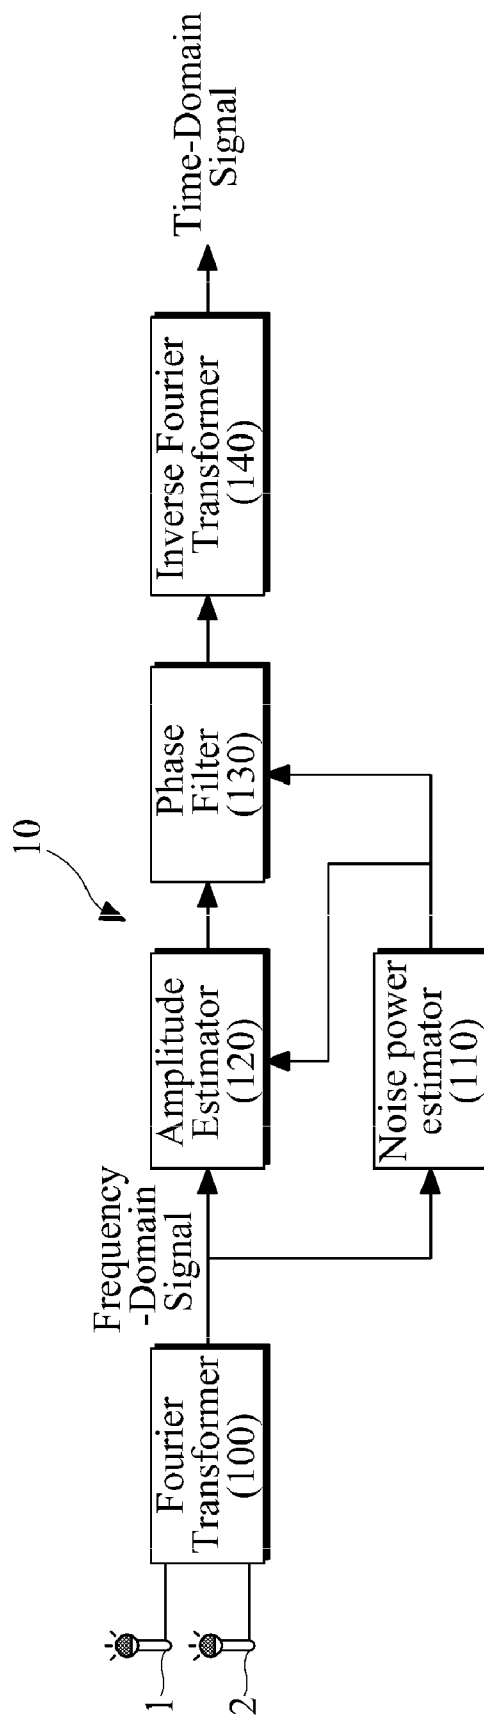 10
1
2
Fourier
Transformer
(100)
Frequency
-Domain
Signal
Amplitude
Estimator
(120)
Phase
Filter
(130)
Inverse Fourier
Transformer
(140)
Time-Domain
Signal
Noise power
estimator
(110)